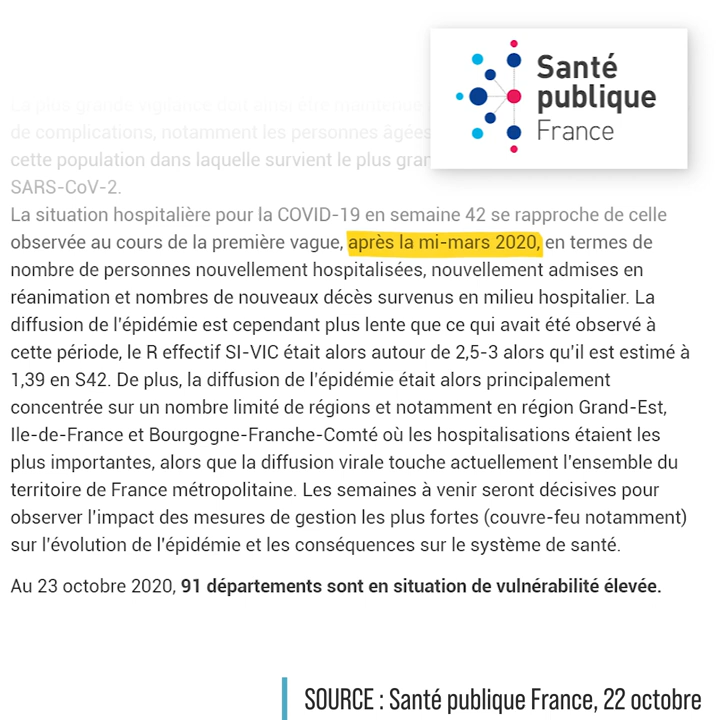 Santé
publique
France
La plus grande vigilance doit ainsi être maintenue
de complications, notamment les personnes âgées
cette population dans laquelle survient le plus gran
SARS-CoV-2.
La situation hospitalière pour la COVID-19 en semaine 42 se rapproche de celle
observée au cours de la première vague, après la mi-mars 2020, en termes de
nombre de personnes nouvellement hospitalisées, nouvellement admises en
réanimation et nombres de nouveaux décès survenus en milieu hospitalier. La
diffusion de l'épidémie est cependant plus lente que ce qui avait été observé à
cette période, le R effectif SI-VIC était alors autour de 2,5-3 alors qu'il est estimé à
1,39 en S42. De plus, la diffusion de l'épidémie était alors principalement
concentrée sur un nombre limité de régions et notamment en région Grand-Est,
Ile-de-France et Bourgogne-Franche-Comté où les hospitalisations étaient les
plus importantes, alors que la diffusion virale touche actuellement l'ensemble du
territoire de France métropolitaine. Les semaines à venir seront décisives pour
observer l'impact des mesures de gestion les plus fortes (couvre-feu notamment)
sur l'évolution de l'épidémie et les conséquences sur le système de santé.
Au 23 octobre 2020, 91 départements sont en situation de vulnérabilité élevée.
SOURCE : Santé publique France, 22 octobre